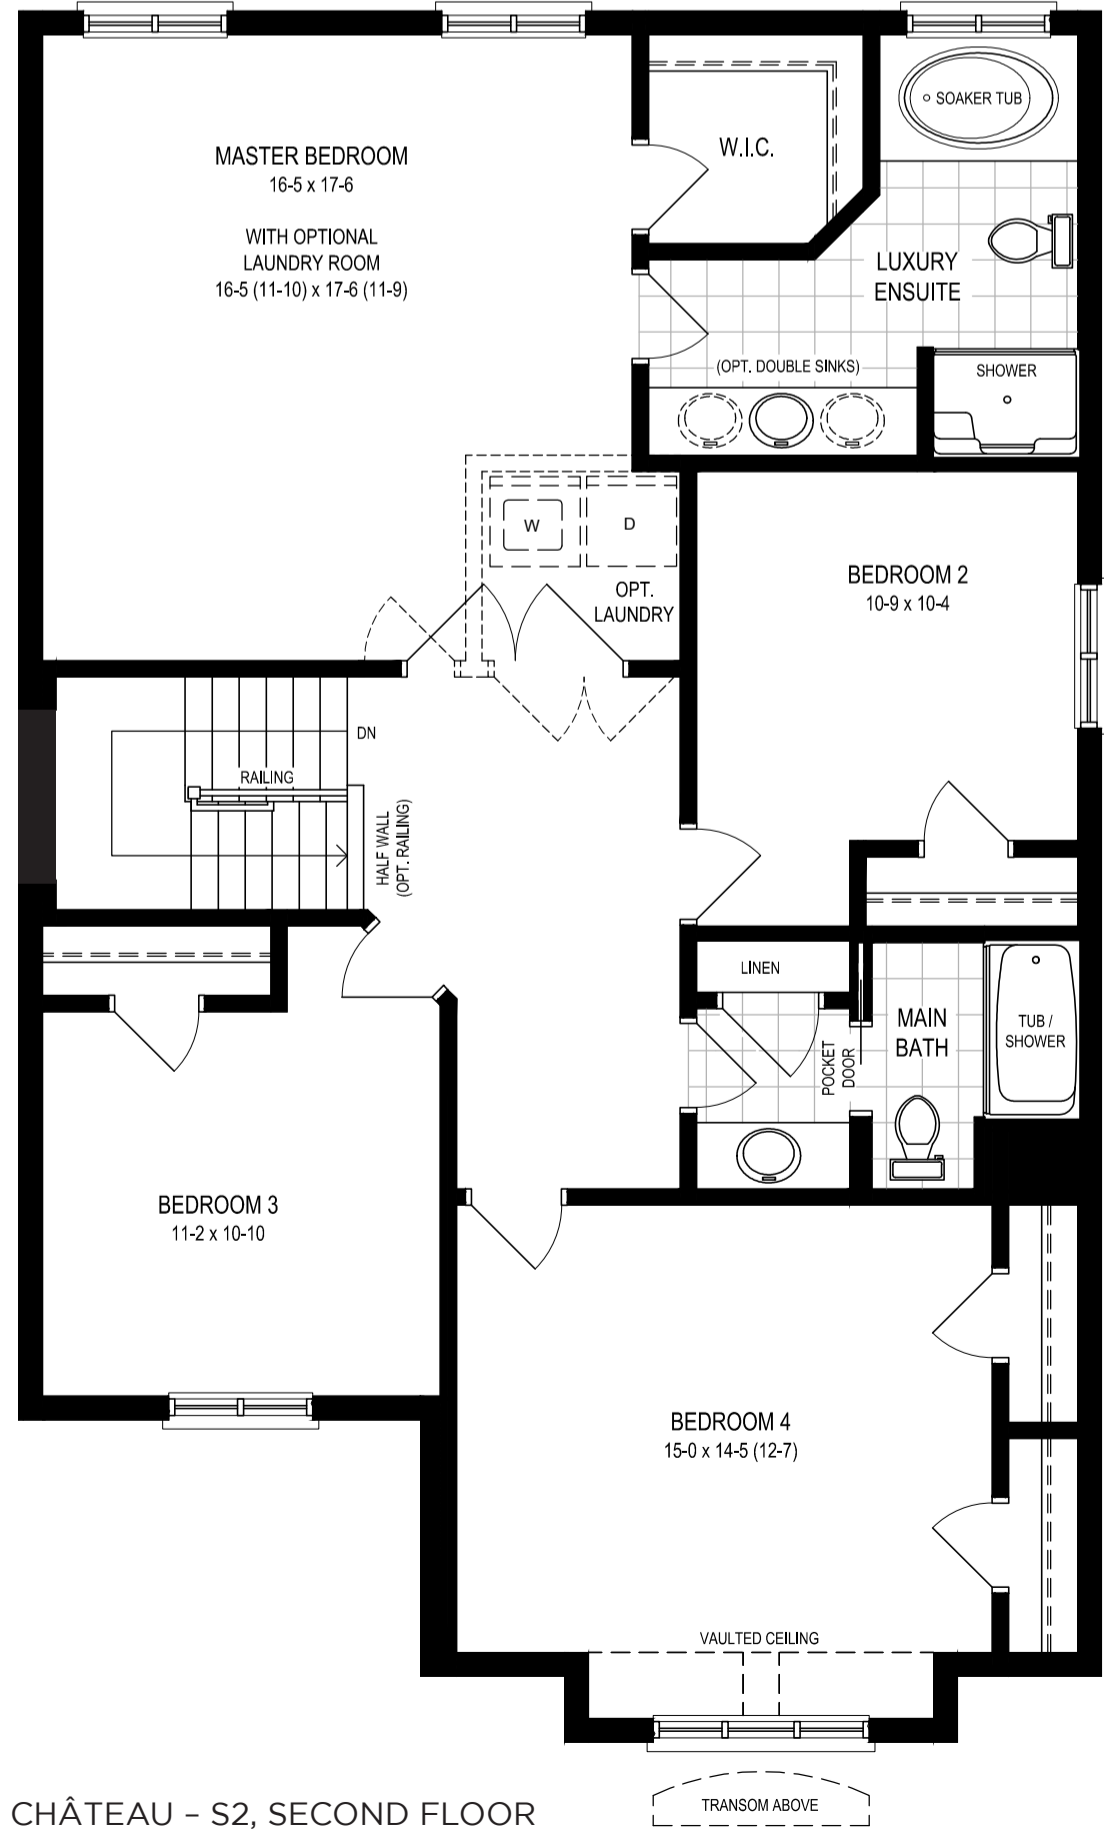 SOAKER TUB
W.I.C.
MASTER BEDROOM
16-5 x 17-6
WITH OPTIONAL
LAUNDRY ROOM
16-5 (11-10) x 17-6 (11-9)
LUXURY
ENSUITE
(OPT. DOUBLE SINKS)
SHOWER
W
D
OPT.
LAUNDRY
BEDROOM 2
10-9 x 10-4
DN
RAILING
HALF WALL
(OPT. RAILING)
LINEN
MAIN
BATH
TUB /
SHOWER
POCKET
DOOR
BEDROOM 3
11-2 x 10-10
BEDROOM 4
15-0 x 14-5 (12-7)
VAULTED CEILING
TRANSOM ABOVE
CHÂTEAU – S2, SECOND FLOOR